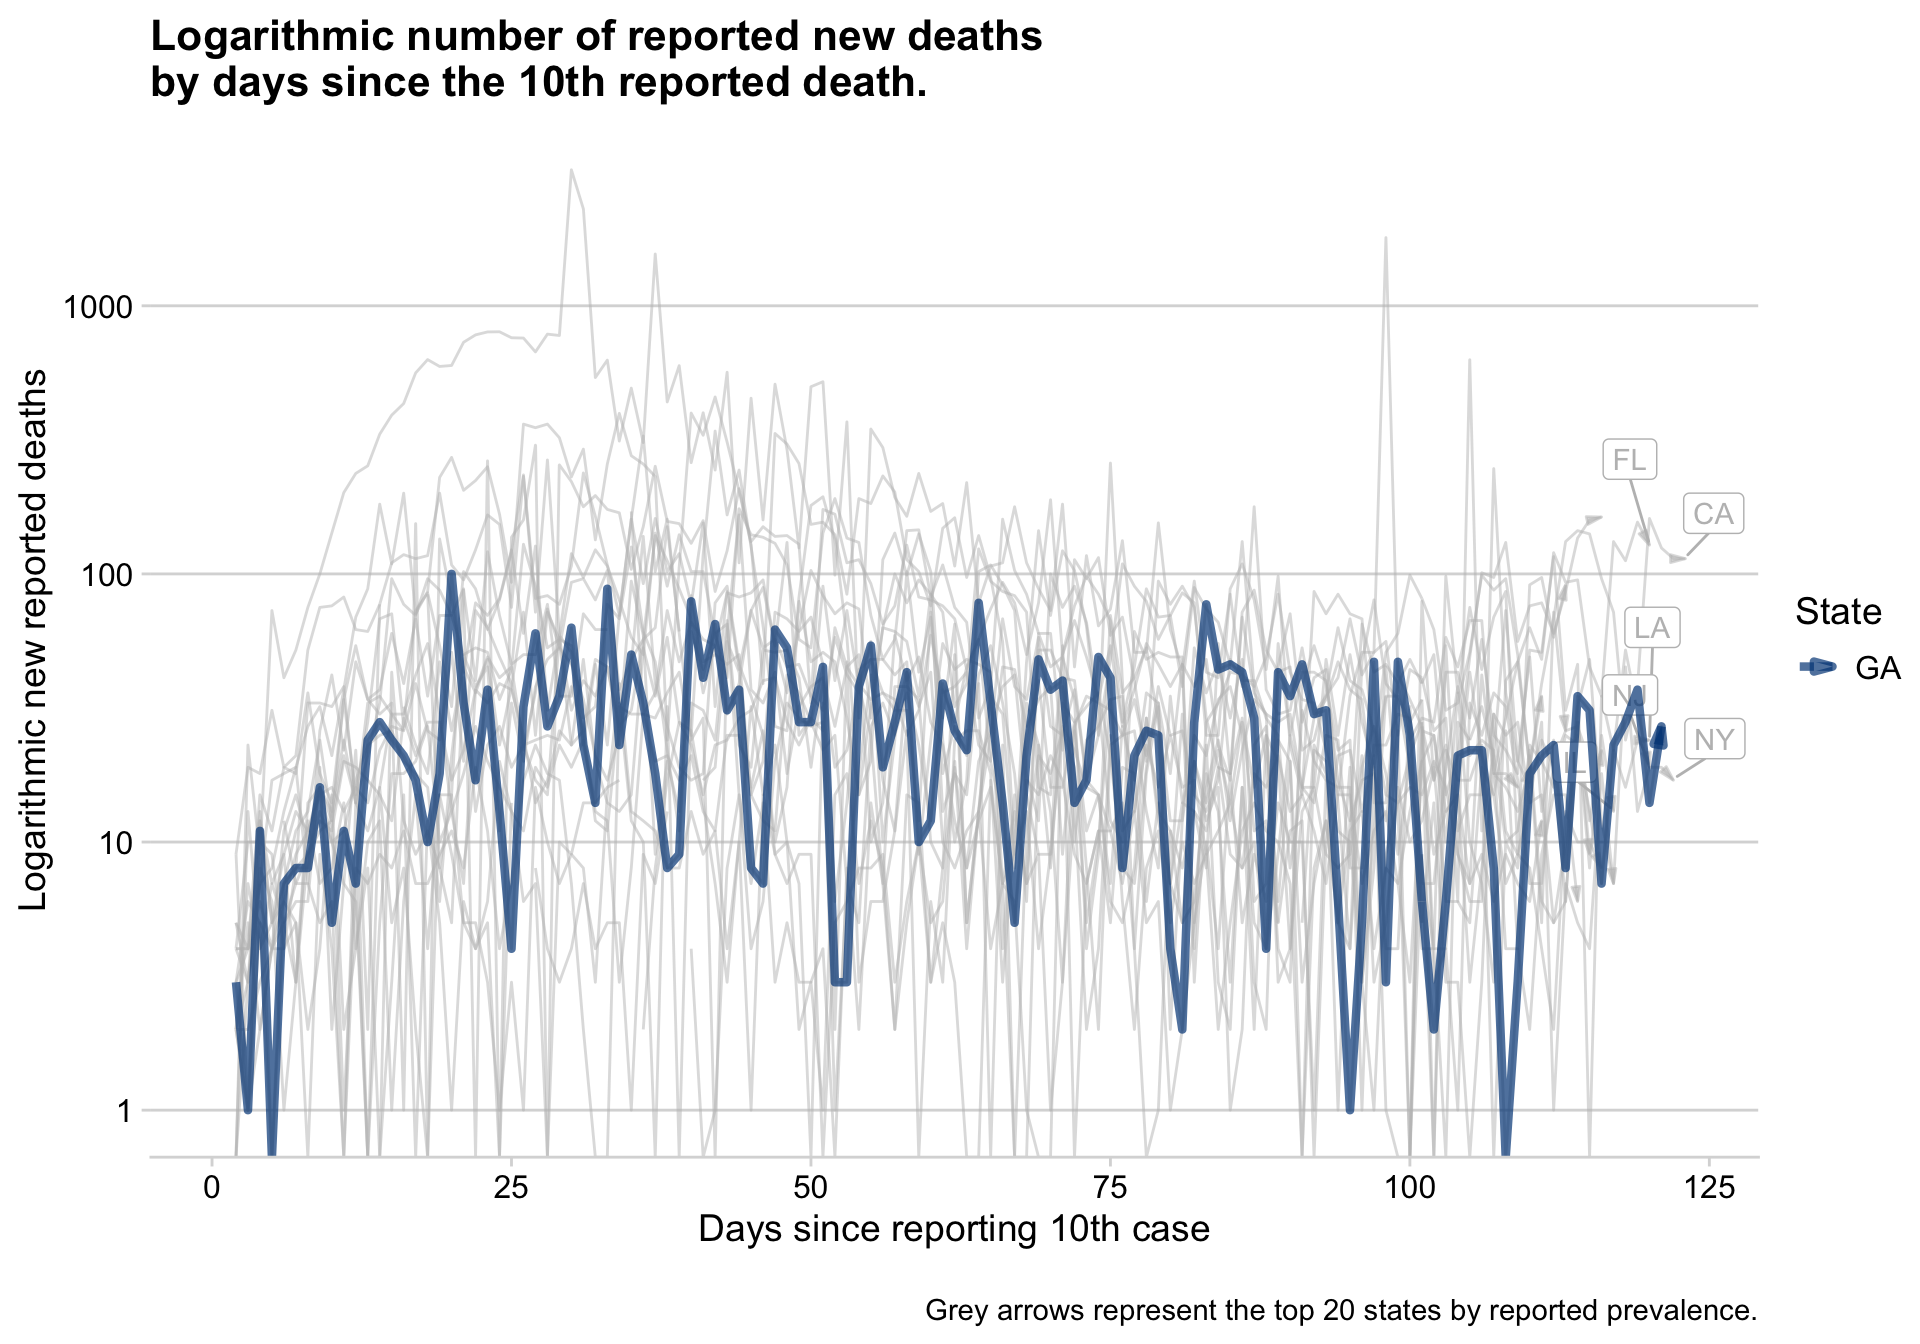 Logarithmic number of reported new deaths
by days since the 10th reported death.
Logarithmic new reported deaths
1000
100
10
1
FL
CA
LA
NJ
NY
State
GA
0
25
50
75
100
125
Days since reporting 10th case
Grey arrows represent the top 20 states by reported prevalence.